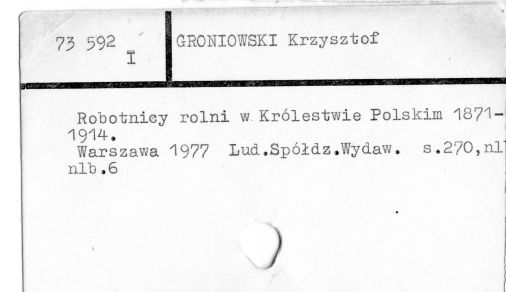 73 592 I GRONIOWSKI Krzysztof
Robotnicy rolni w Królestwie Polskim 1871-
1914.
Warszawa 1977 Lud.Spółdz.Wydaw. s.270,nl
nlb.6